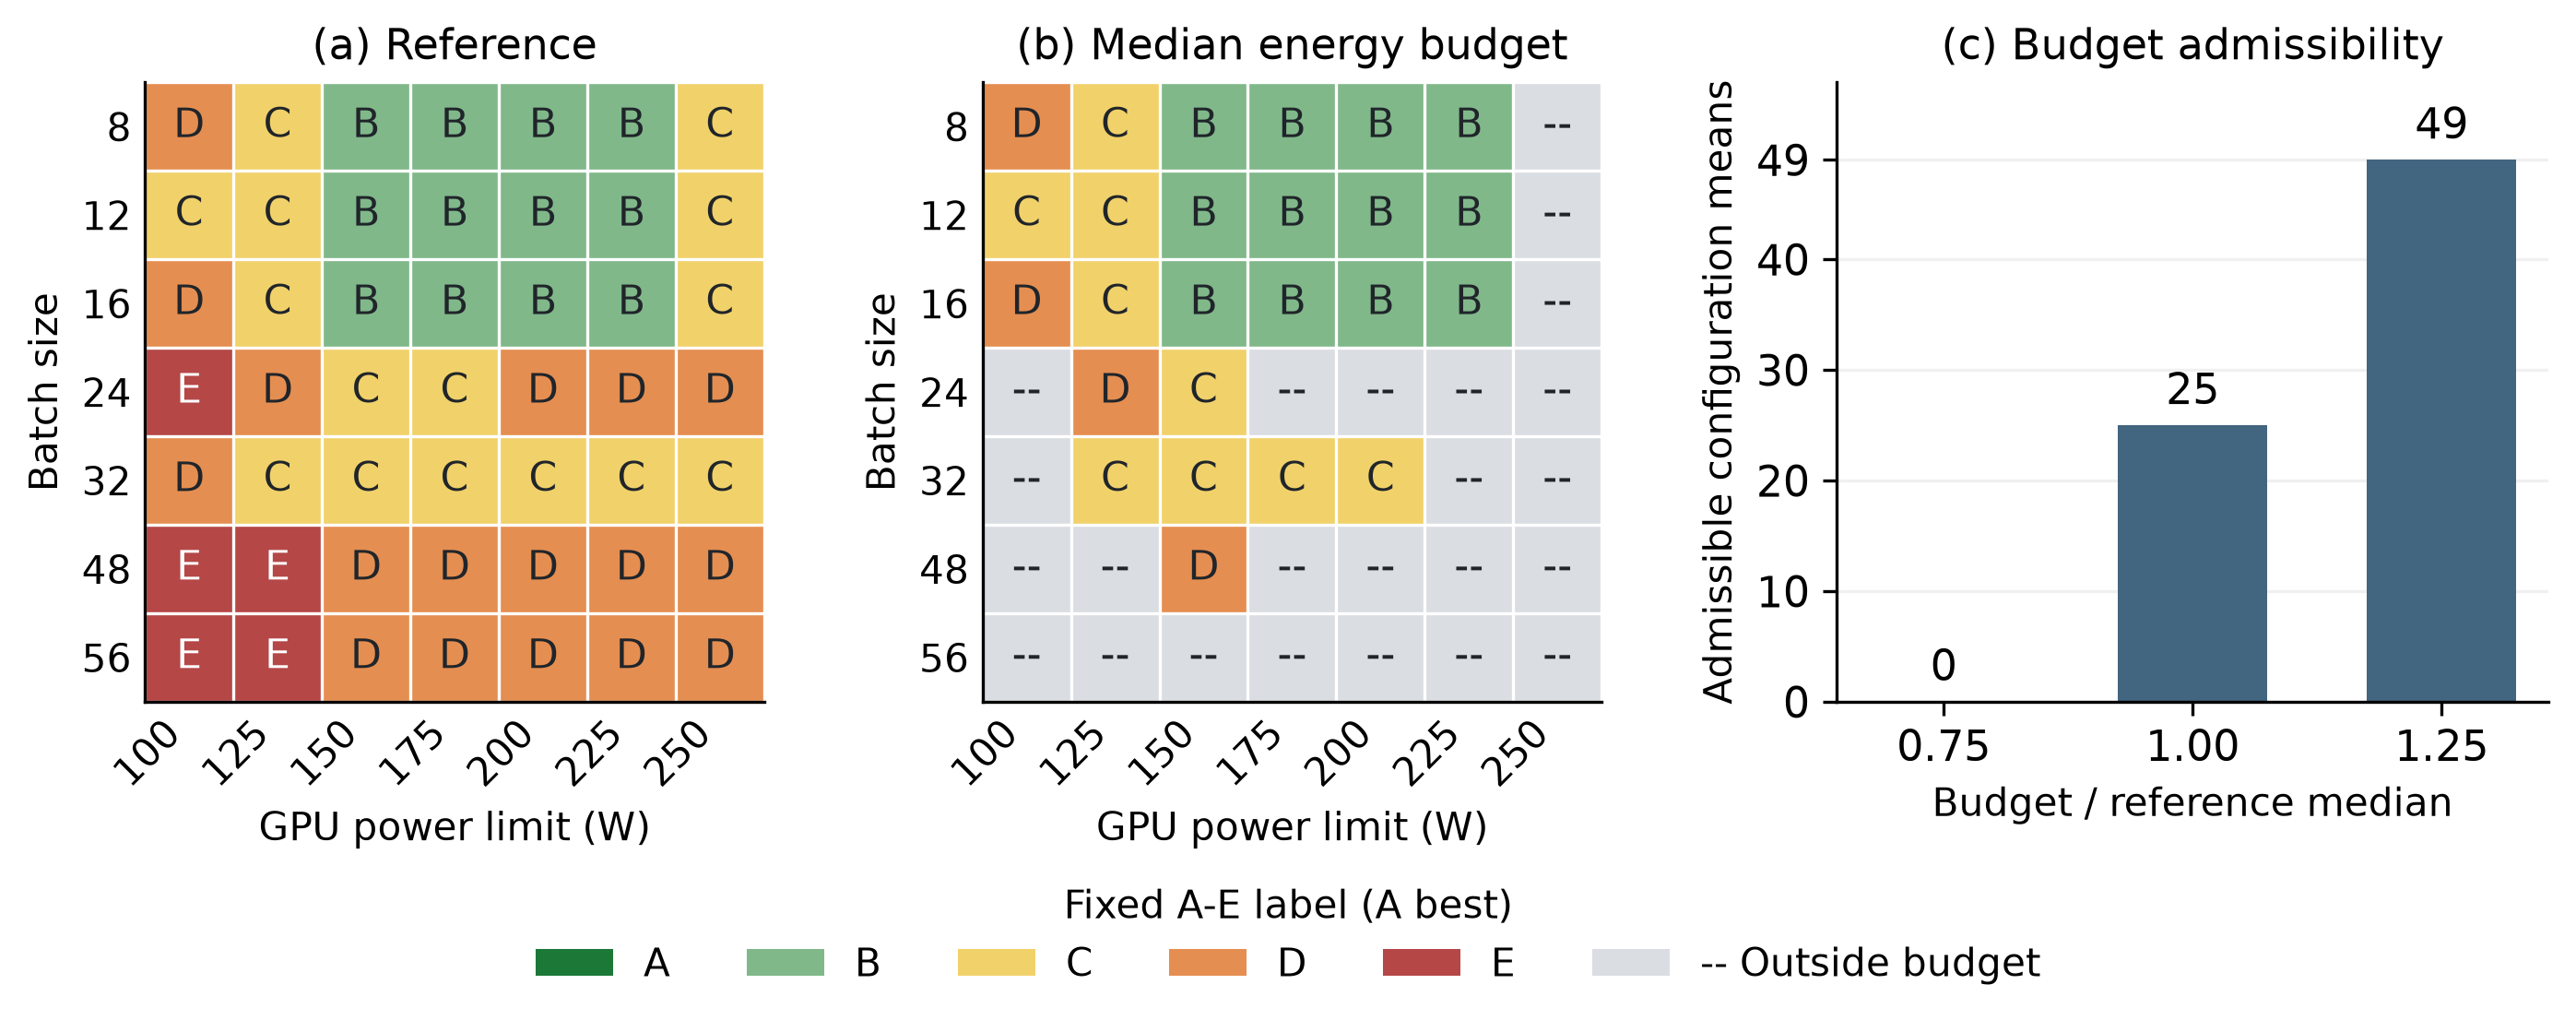 (a) Reference
Batch size
8 D C B B B B C
12 C C B B B B C
16 D C B B B B C
24 E D C C D D D
32 D C C C C C C
48 E E D D D D D
56 E E D D D D D
100 125 150 175 200 225 250
GPU power limit (W)
(b) Median energy budget
Batch size
8 D C B B B B --
12 C C B B B B --
16 D C B B B B --
24 -- D C -- -- -- --
32 -- C C C C -- --
48 -- -- D -- -- -- --
56 -- -- -- -- -- -- --
100 125 150 175 200 225 250
GPU power limit (W)
(c) Budget admissibility
Admissible configuration means
49
40
30
20
10
0
0 25 49
0.75 1.00 1.25
Budget / reference median
Fixed A-E label (A best)
A B C D E -- Outside budget